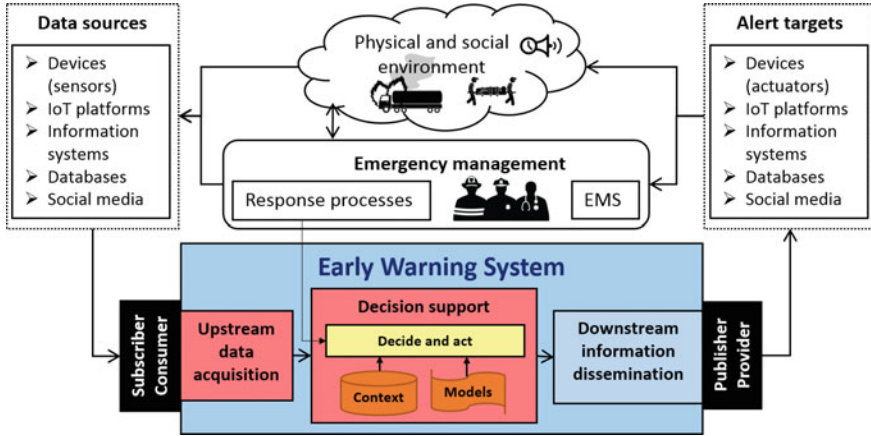 Data sources
➢ Devices
(sensors)
➢ IoT platforms
➢ Information
systems
➢ Databases
➢ Social media
Physical and social
environment
Emergency management
Response processes
EMS
Alert targets
➢ Devices
(actuators)
➢ IoT platforms
➢ Information
systems
➢ Databases
➢ Social media
Early Warning System
Subscriber
Consumer
Upstream
data
acquisition
Decision support
Decide and act
Context
Models
Downstream
information
dissemination
Publisher
Provider